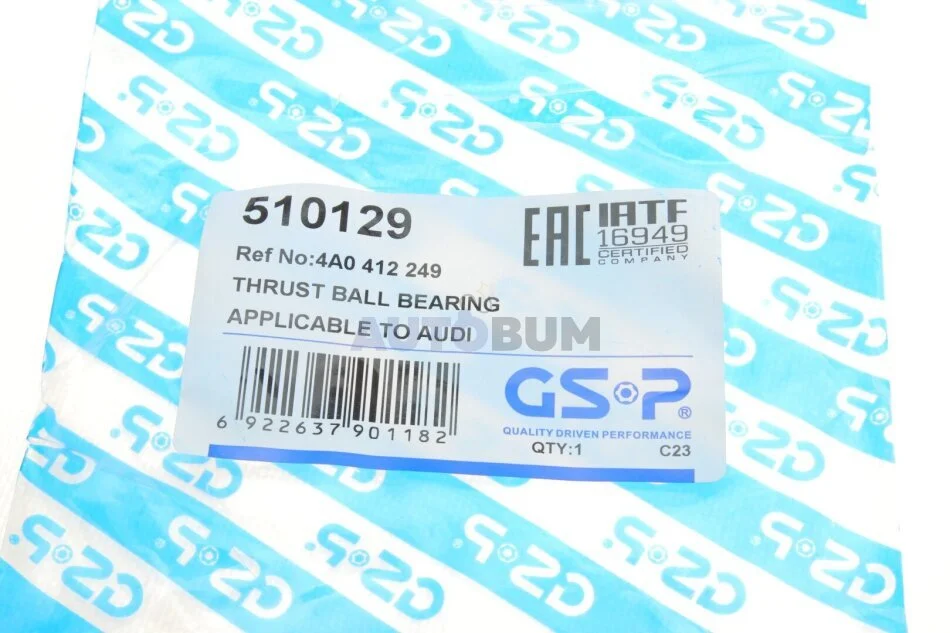 510129
Ref No:4A0 412 249
THRUST BALL BEARING
APPLICABLE TO AUDI
6 922637 901182
EAC
IATF
16949
CERTIFIED
COMPANY
GSP®
QUALITY DRIVEN PERFORMANCE
QTY:1
C23
AUTOBUM